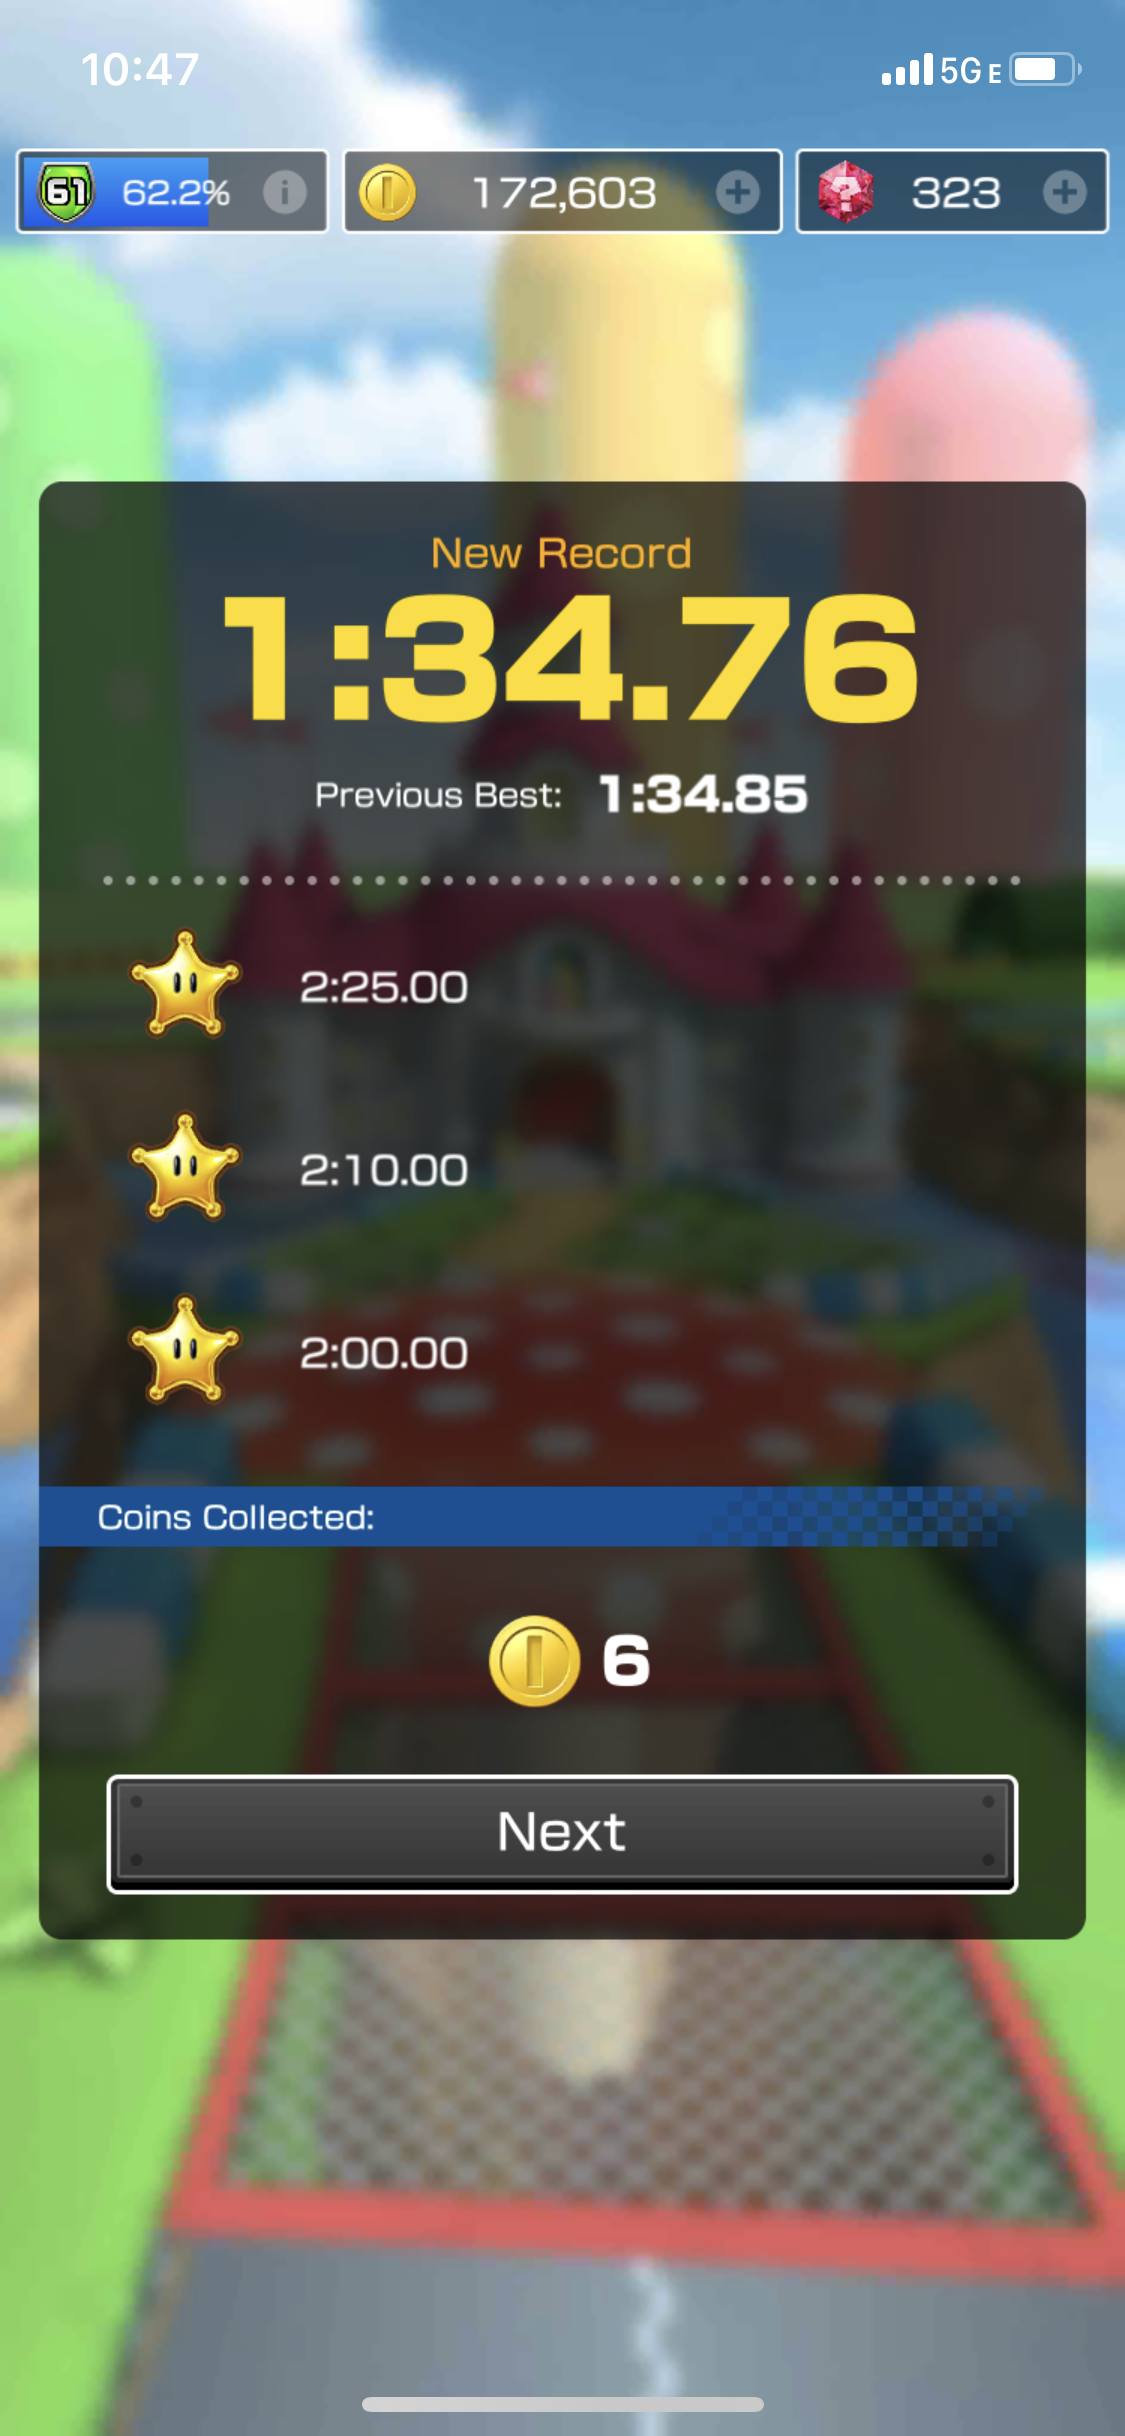 10:47 5G E
61 62.2% i 172,603 + ? 323 +
New Record
1:34.76
Previous Best: 1:34.85
2:25.00
2:10.00
2:00.00
Coins Collected:
6
Next